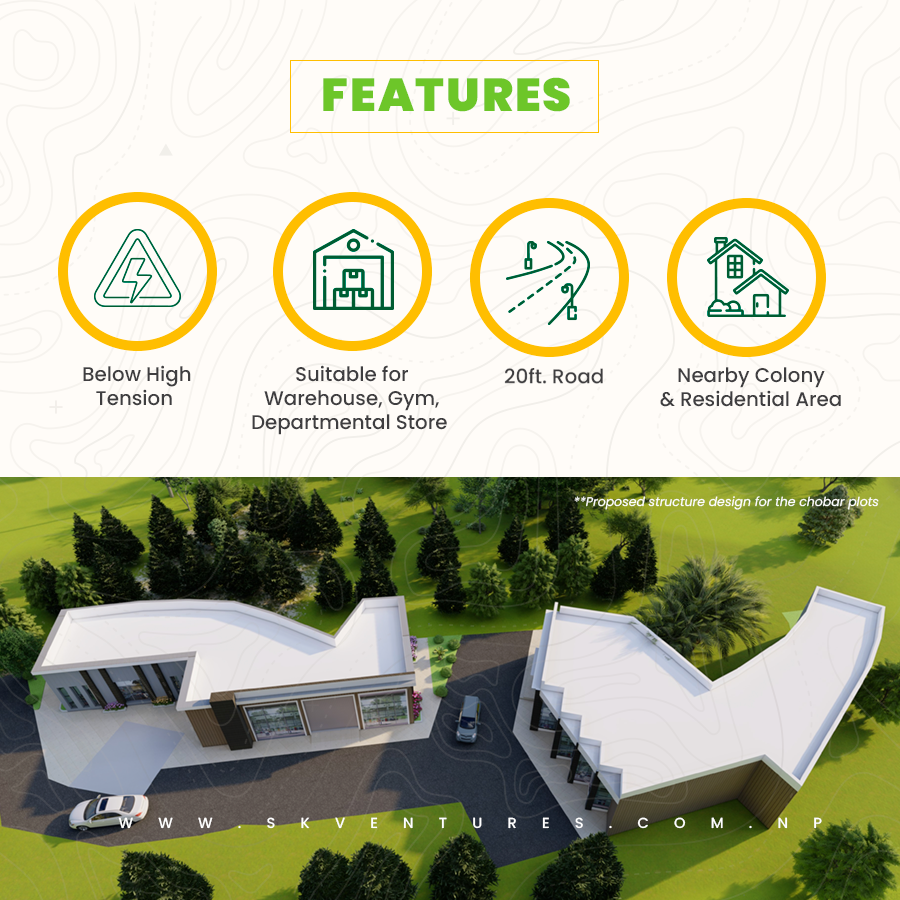 FEATURES
Below High
Tension
Suitable for
Warehouse, Gym,
Departmental Store
20ft. Road
Nearby Colony
& Residential Area
**Proposed structure design for the chobar plots
WWW.SKVENTURES.COM.NP